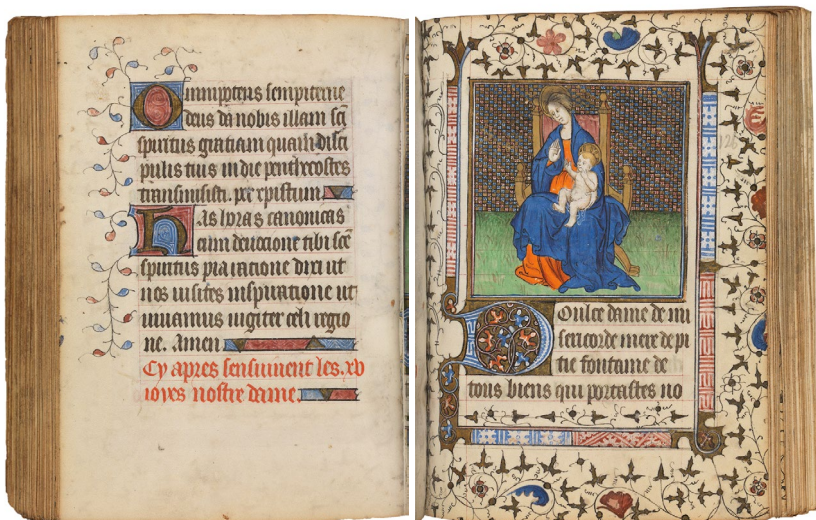 Omnipotens sempiterne
deus da nobis illam sc̄i
spiritus gratiam quam disci
pulis tuis in die penthecostes
transmisisti. per xpistum
Has horas canonicas
cum deuocione tibi sc̄e
spiritus pia racione dixi ut
nos uisites inspiracione ut
uiuamus iugiter celi regio
ne. Amen
Cy apres sensuiuent les .xv
ioyes nostre dame.
Doulce dame de mi
sericorde mere de pi
tie fontaine de
tous biens qui portastes no